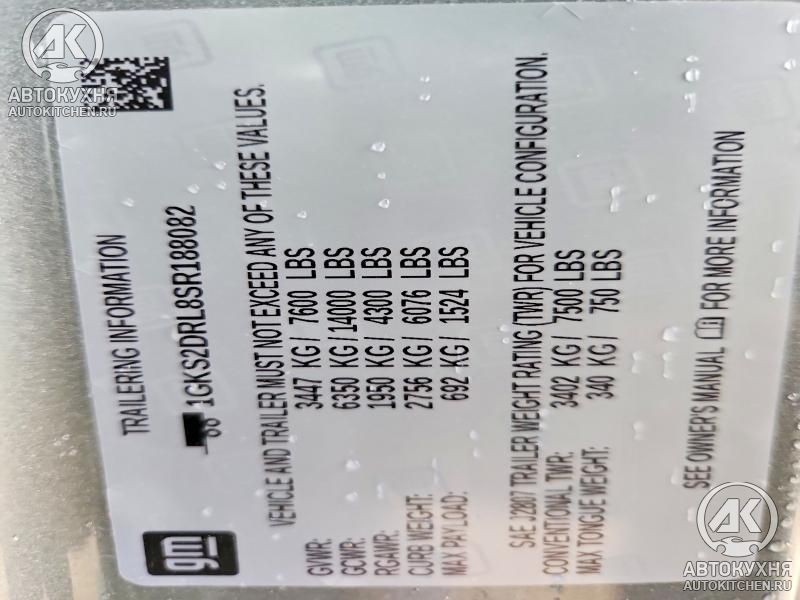 AK
АВТОКУХНЯ
AUTOKITCHEN.RU
gm
TRAILERING INFORMATION
1GKS2DRL8SR188082
VEHICLE AND TRAILER MUST NOT EXCEED ANY OF THESE VALUES.
GVWR: 3447 KG/ 7600 LBS
GCWR: 6350 KG/14000 LBS
RGAWR: 1950 KG/ 4300 LBS
CURB WEIGHT: 2756 KG/ 6076 LBS
MAX PAYLOAD: 692 KG/ 1524 LBS
SAE J2807 TRAILER WEIGHT RATING (TWR) FOR VEHICLE CONFIGURATION.
CONVENTIONAL TWR: 3402 KG/ 7500 LBS
MAX TONGUE WEIGHT: 340 KG/ 750 LBS
SEE OWNER'S MANUAL FOR MORE INFORMATION
AK
АВТОКУХНЯ
AUTOKITCHEN.RU